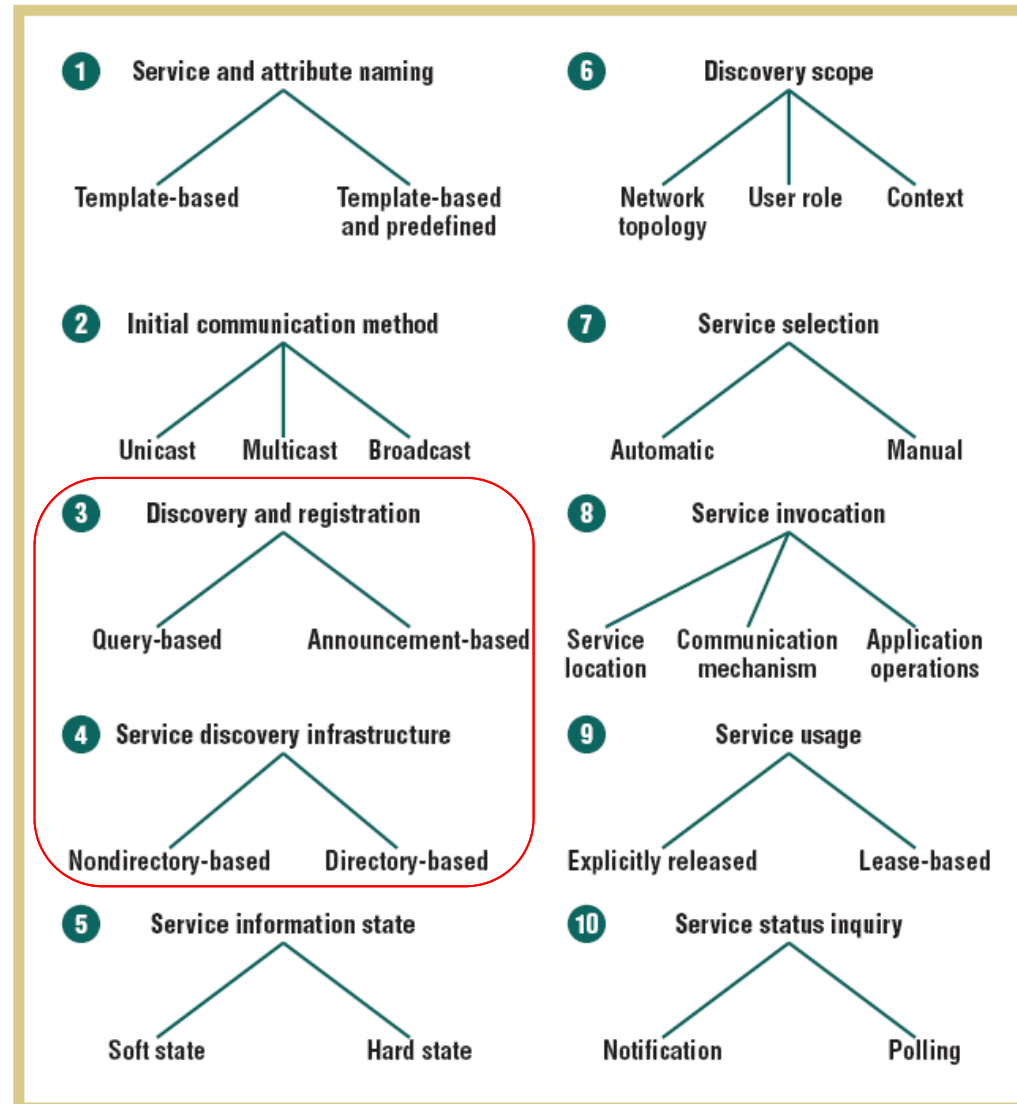 1 Service and attribute naming
Template-based
Template-based
and predefined
2 Initial communication method
Unicast Multicast Broadcast
3 Discovery and registration
Query-based Announcement-based
4 Service discovery infrastructure
Nondirectory-based Directory-based
5 Service information state
Soft state Hard state
6 Discovery scope
Network
topology
User role
Context
7 Service selection
Automatic Manual
8 Service invocation
Service
location
Communication
mechanism
Application
operations
9 Service usage
Explicitly released Lease-based
10 Service status inquiry
Notification Polling